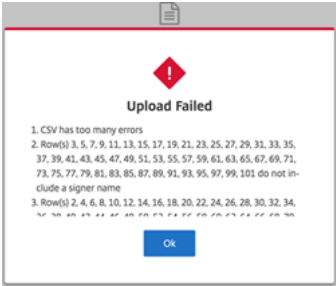 Upload Failed
1. CSV has too many errors
2. Row(s) 3, 5, 7, 9, 11, 13, 15, 17, 19, 21, 23, 25, 27, 29, 31, 33, 35,
37, 39, 41, 43, 45, 47, 49, 51, 53, 55, 57, 59, 61, 63, 65, 67, 69, 71,
73, 75, 77, 79, 81, 83, 85, 87, 89, 91, 93, 95, 97, 99, 101 do not in-
clude a signer name
3. Row(s) 2, 4, 6, 8, 10, 12, 14, 16, 18, 20, 22, 24, 26, 28, 30, 32, 34,
Ok